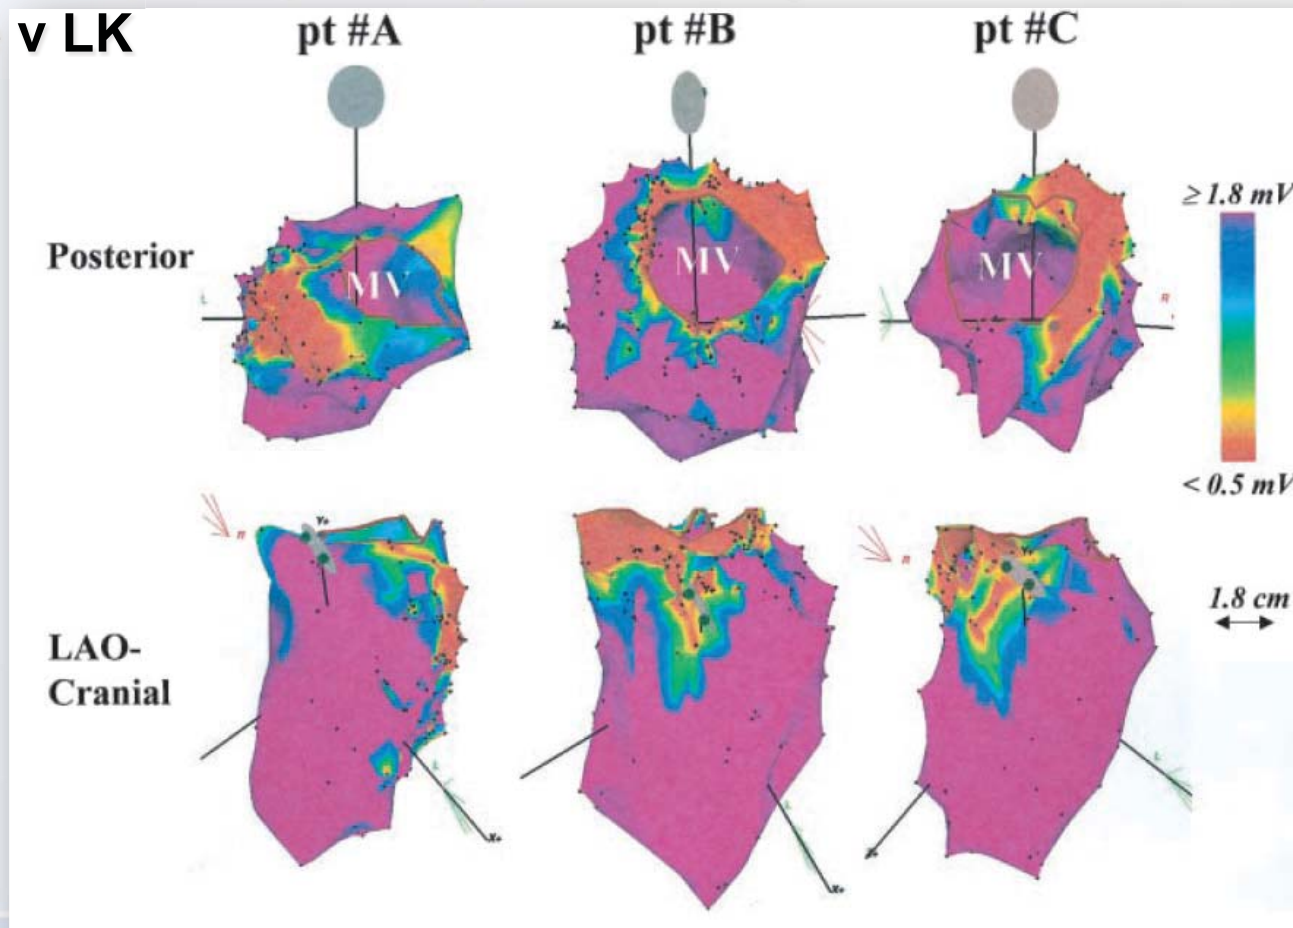 v LK
pt #A pt #B pt #C
≥ 1.8 mV
Posterior
MV MV MV
< 0.5 mV
LAO-
Cranial
1.8 cm